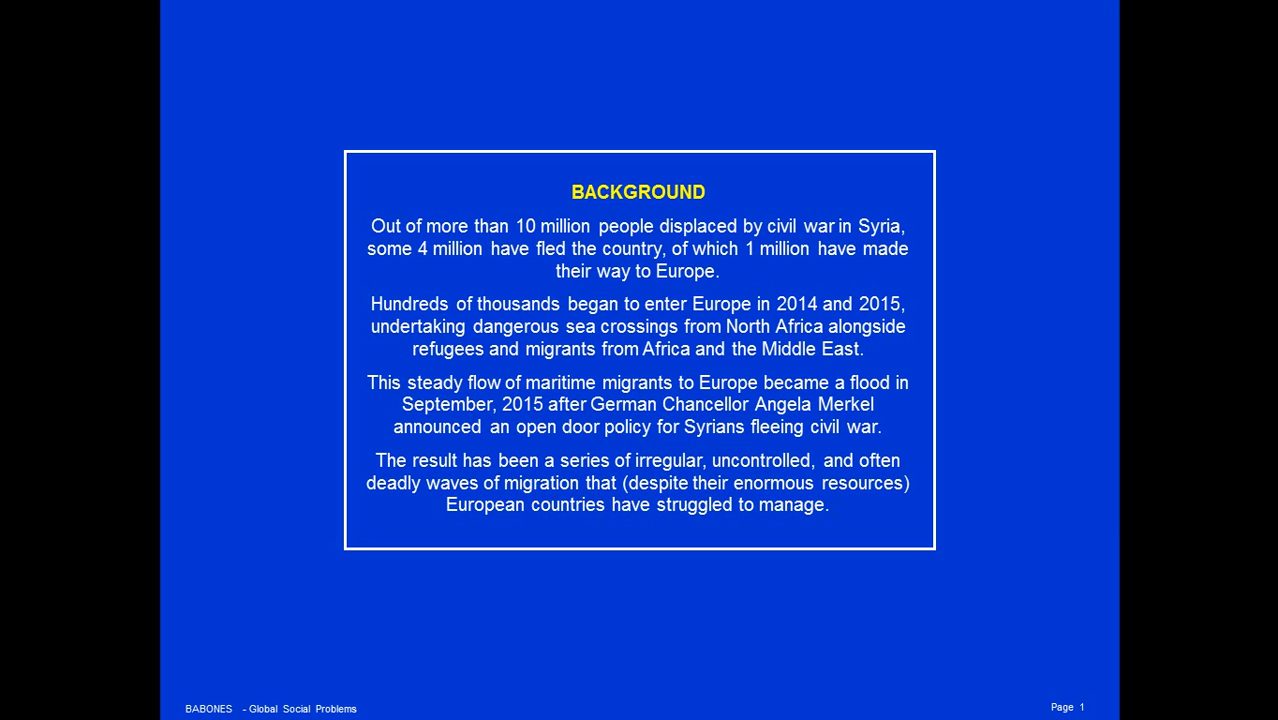 BACKGROUND
Out of more than 10 million people displaced by civil war in Syria,
some 4 million have fled the country, of which 1 million have made
their way to Europe.
Hundreds of thousands began to enter Europe in 2014 and 2015,
undertaking dangerous sea crossings from North Africa alongside
refugees and migrants from Africa and the Middle East.
This steady flow of maritime migrants to Europe became a flood in
September, 2015 after German Chancellor Angela Merkel
announced an open door policy for Syrians fleeing civil war.
The result has been a series of irregular, uncontrolled, and often
deadly waves of migration that (despite their enormous resources)
European countries have struggled to manage.
BABONES - Global Social Problems
Page 1